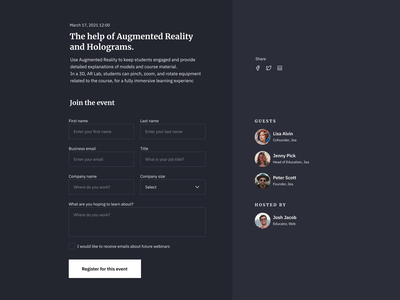 March 17, 2021 12:00
The help of Augmented Reality
and Holograms.
Use Augmented Reality to keep students engaged and provide
detailed explanations of models and course material.
In a 3D, AR Lab, students can pinch, zoom, and rotate equipment
related to the course, for a fully immersive learning experienc
Join the event
First name
Last name
Enter your first name
Enter your last name
Business email
Title
Enter your email
What is your job title?
Company name
Company size
Where do you work?
Select
What are you hoping to learn about?
Where do you work?
I would like to receive emails about future webinars
Register for this event
Share:
GUESTS
Lisa Alvin
Cofounder, Jisa
Jenny Pick
Head of Education, Jisa
Peter Scott
Founder, Jisa
HOSTED BY
Josh Jacob
Educator, Web